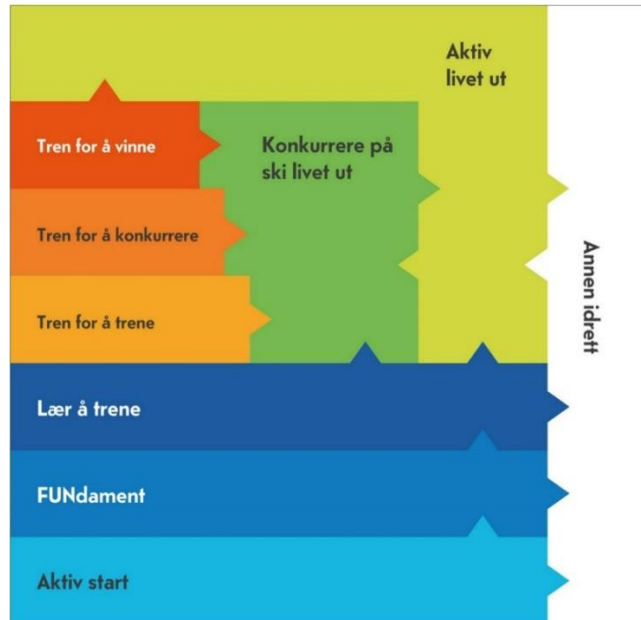 Aktiv
livet ut
Tren for å vinne
Konkurrere på
ski livet ut
Tren for å konkurrere
Tren for å trene
Annen idrett
Lær å trene
FUNdament
Aktiv start